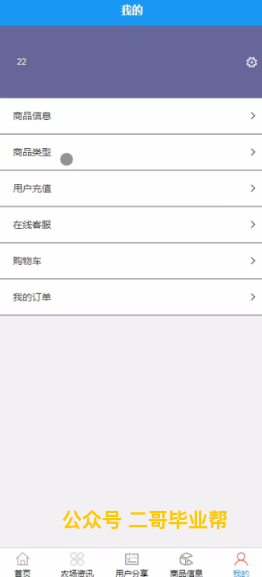 我的
22
商品信息
商品类型
用户充值
在线客服
购物车
我的订单
公众号 二哥毕业帮
首页 农场资讯 用户分享 商品信息 我的